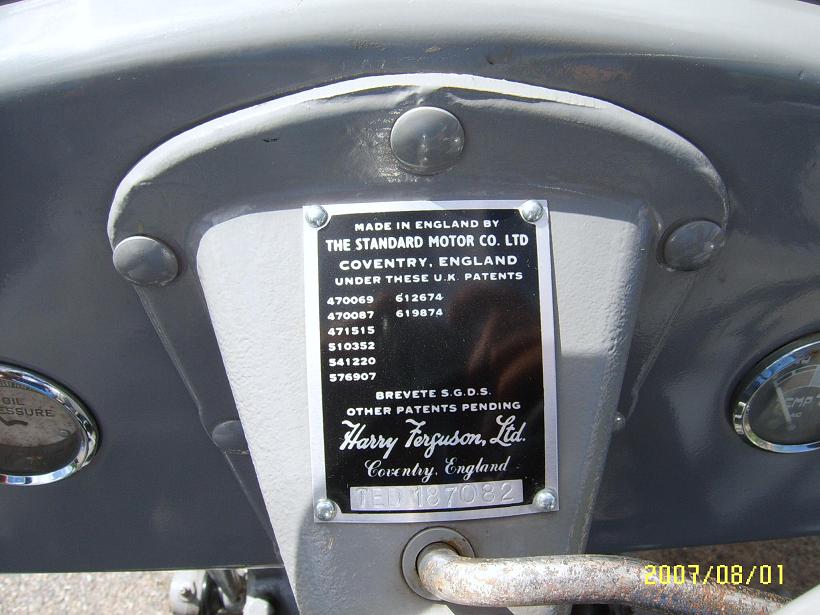 MADE IN ENGLAND BY
THE STANDARD MOTOR CO. LTD
COVENTRY, ENGLAND
UNDER THESE U.K. PATENTS
470069 612674
470087 619874
471515
510352
541220
576907
BREVETE S.G.D.S.
OTHER PATENTS PENDING
Harry Ferguson, Ltd.
Coventry, England
TED 187082
OIL
PRESSURE
TEMP
2007/08/01